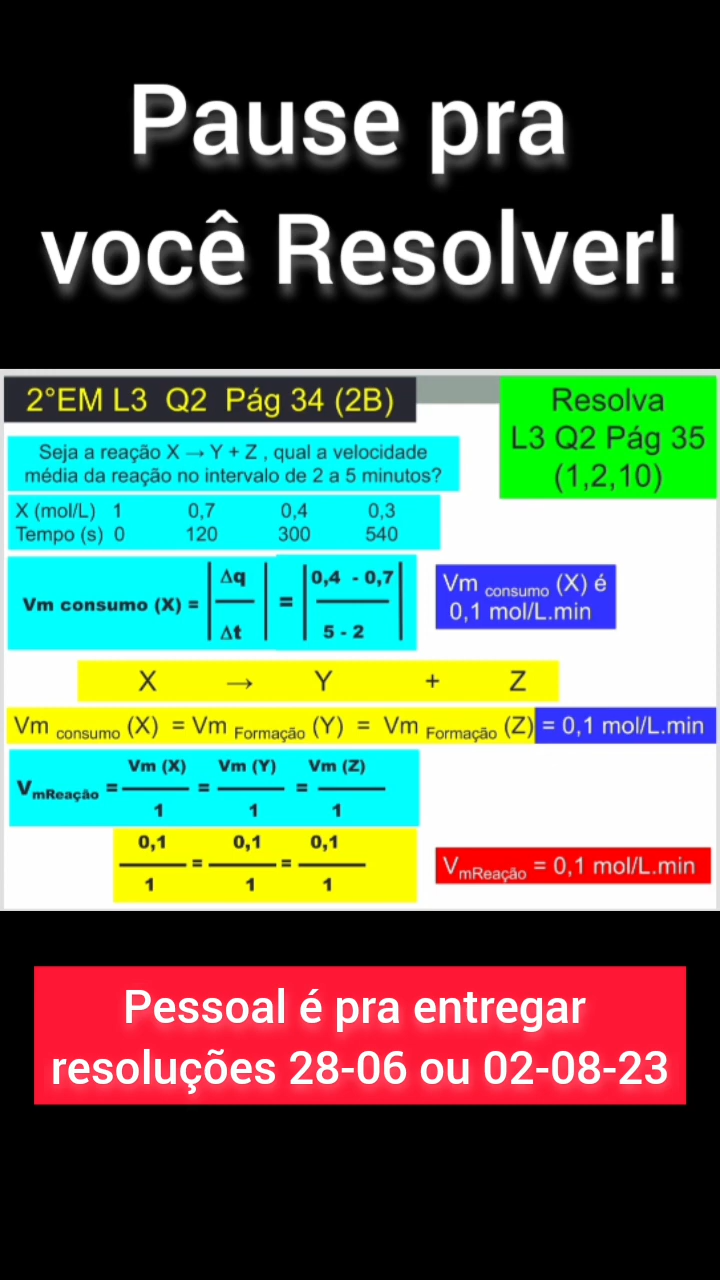 Pause pra
você Resolver!
2°EM L3 Q2 Pág 34 (2B)
Resolva
L3 Q2 Pág 35
(1,2,10)
Seja a reação X → Y + Z , qual a velocidade
média da reação no intervalo de 2 a 5 minutos?
X (mol/L) 1 0,7 0,4 0,3
Tempo (s) 0 120 300 540
Vm consumo (X) = | Δq / Δt | = | 0,4 - 0,7 / 5 - 2 |
Vm consumo (X) é
0,1 mol/L.min
X → Y + Z
Vm consumo (X) = Vm Formação (Y) = Vm Formação (Z) = 0,1 mol/L.min
VmReação = Vm (X) / 1 = Vm (Y) / 1 = Vm (Z) / 1
0,1 / 1 = 0,1 / 1 = 0,1 / 1
VmReação = 0,1 mol/L.min
Pessoal é pra entregar
resoluções 28-06 ou 02-08-23